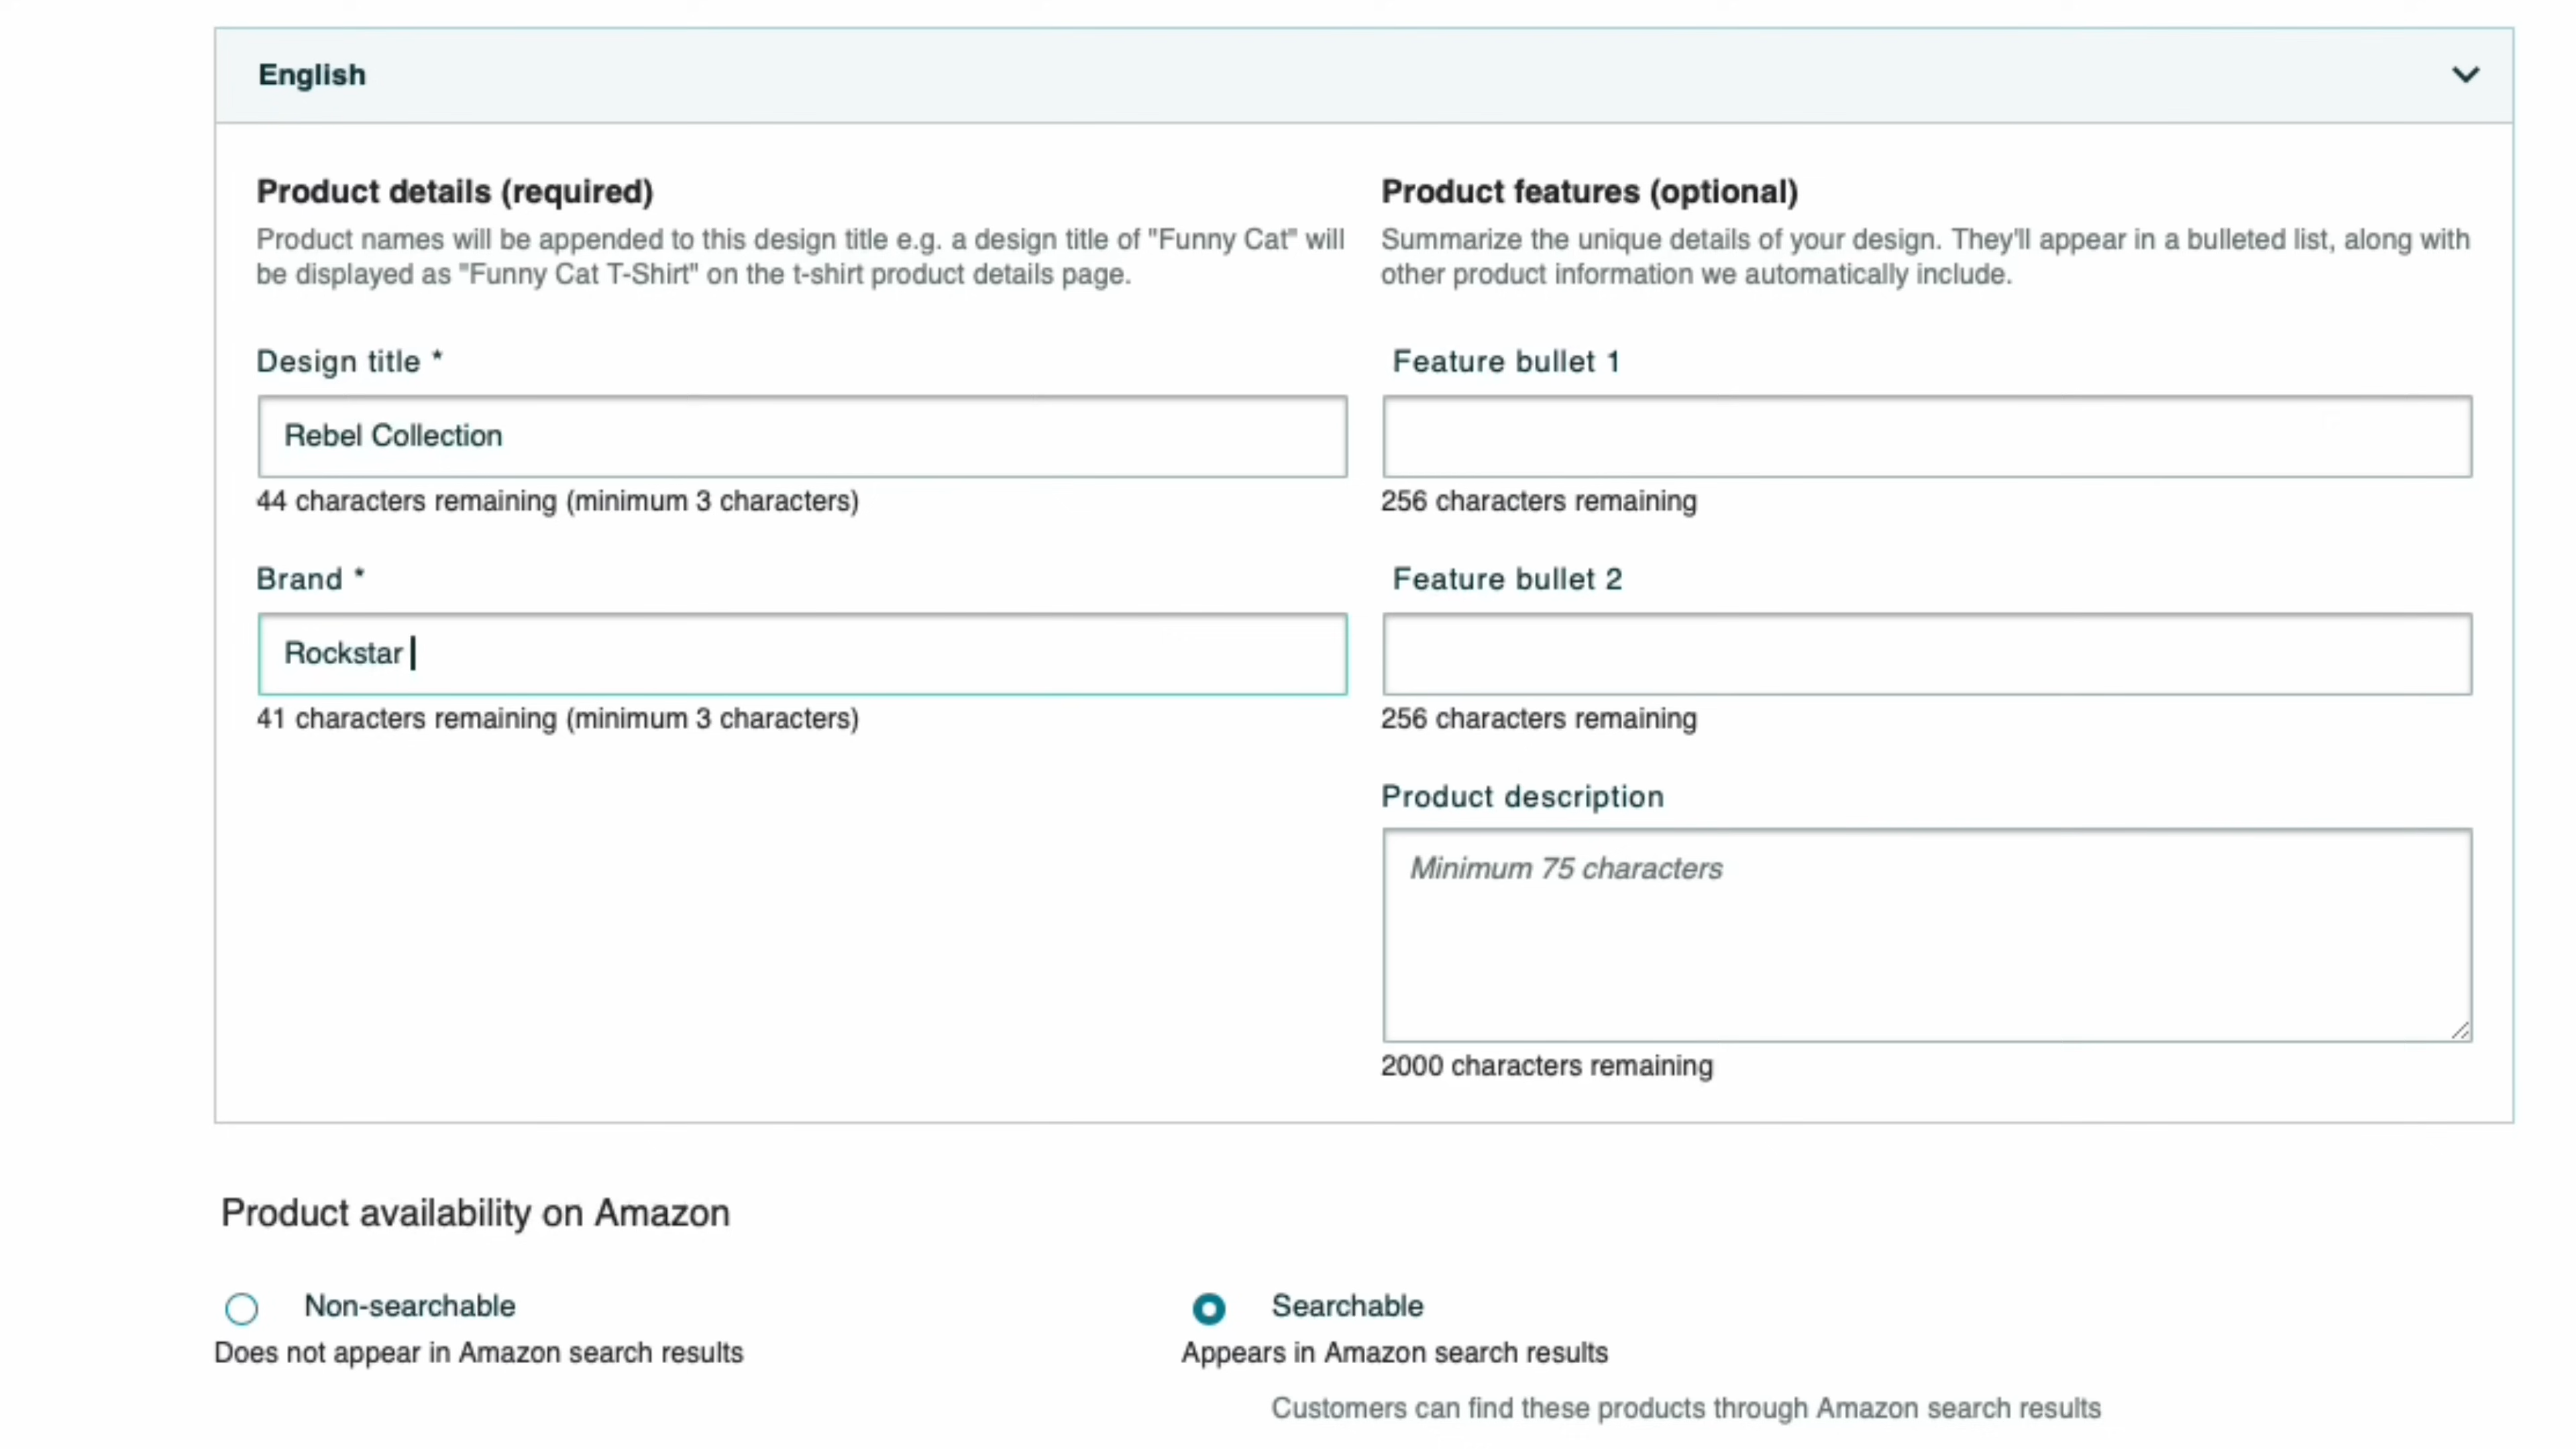 English
Product details (required)
Product names will be appended to this design title e.g. a design title of "Funny Cat" will
be displayed as "Funny Cat T-Shirt" on the t-shirt product details page.
Design title *
Rebel Collection
44 characters remaining (minimum 3 characters)
Brand *
Rockstar
41 characters remaining (minimum 3 characters)
Product features (optional)
Summarize the unique details of your design. They'll appear in a bulleted list, along with
other product information we automatically include.
Feature bullet 1
256 characters remaining
Feature bullet 2
256 characters remaining
Product description
Minimum 75 characters
2000 characters remaining
Product availability on Amazon
Non-searchable
Does not appear in Amazon search results
Searchable
Appears in Amazon search results
Customers can find these products through Amazon search results